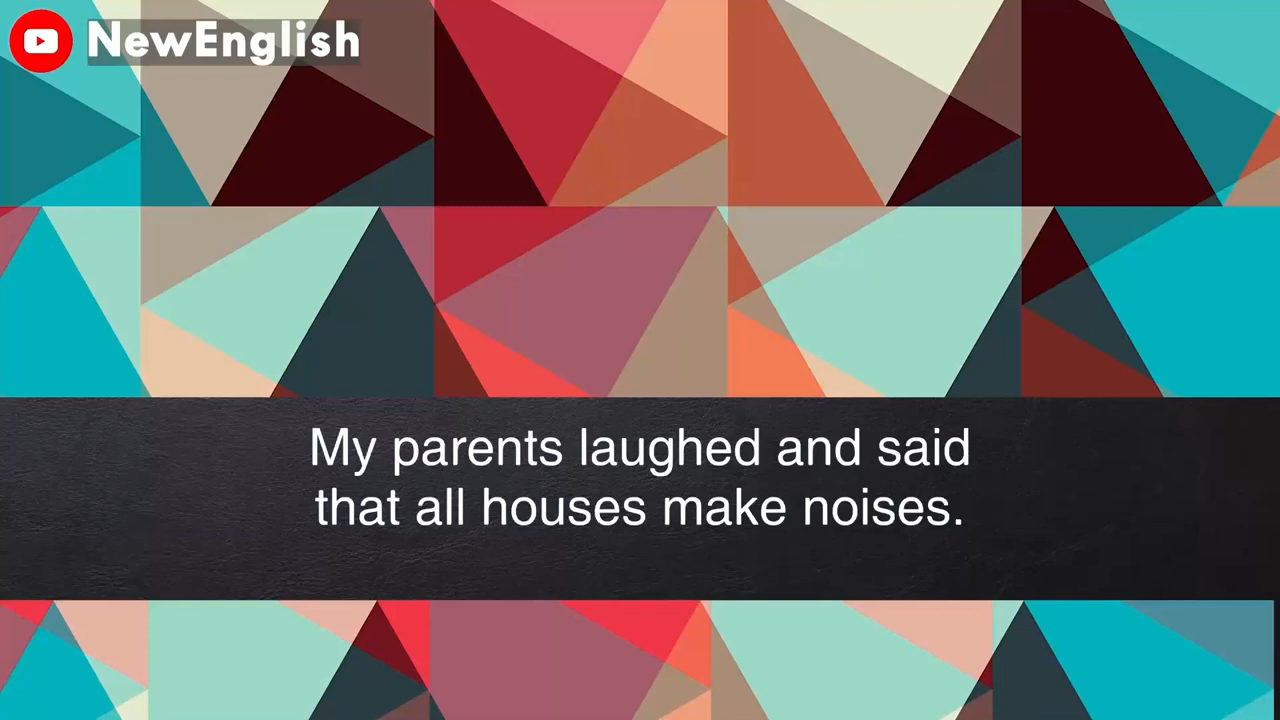 NewEnglish
My parents laughed and said
that all houses make noises.